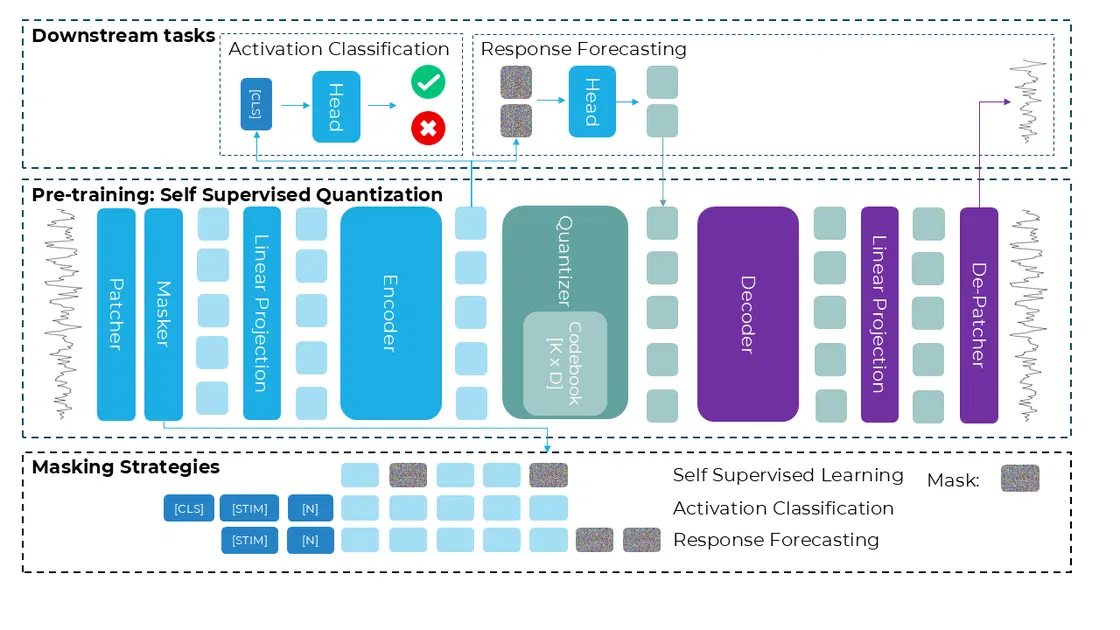 Downstream tasks
Activation Classification
Response Forecasting
[CLS]
Head
Head
Pre-training: Self Supervised Quantization
Patcher
Masker
Linear Projection
Encoder
Quantizer
Codebook
[K x D]
Decoder
Linear Projection
De-Patcher
Masking Strategies
Self Supervised Learning
Mask:
[CLS] [STIM] [N]
Activation Classification
[STIM] [N]
Response Forecasting